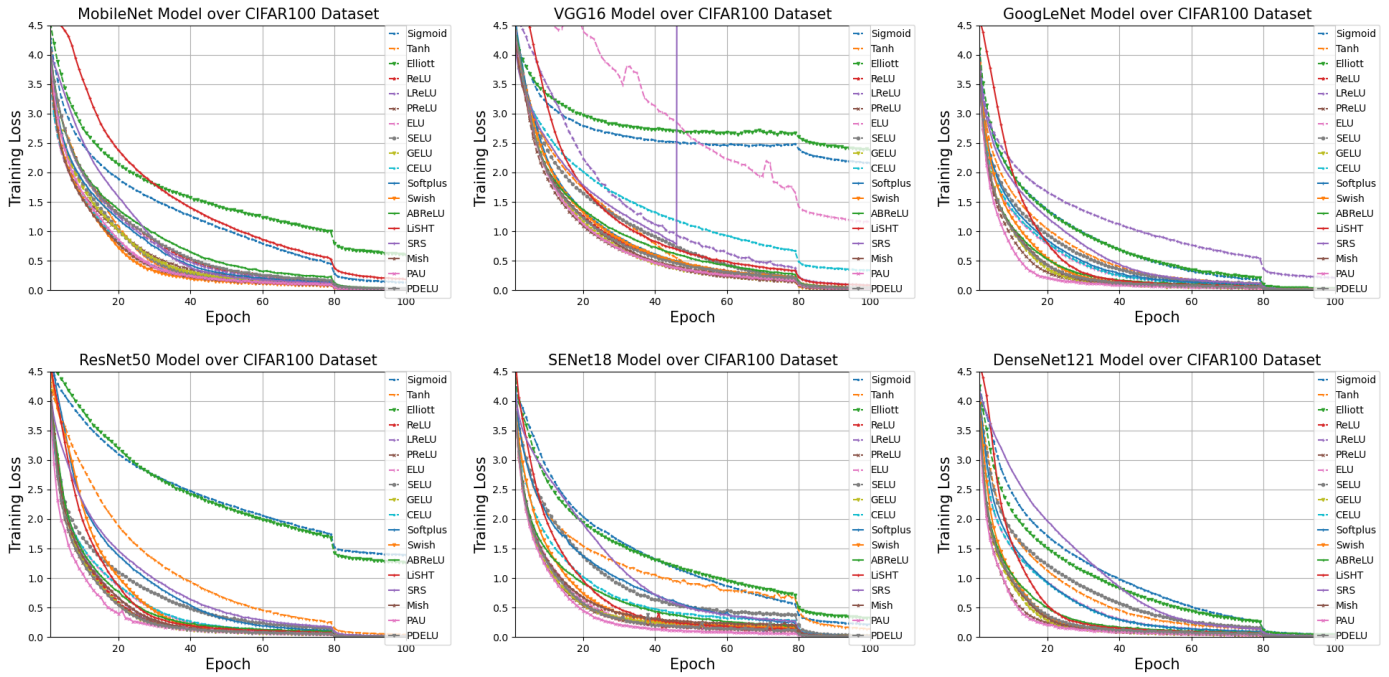 MobileNet Model over CIFAR100 Dataset
4.5
4.0
3.5
3.0
2.5
2.0
1.5
1.0
0.5
0.0
Training Loss
20
40
60
80
100
Epoch
Sigmoid
Tanh
Elliott
ReLU
LReLU
PReLU
ELU
SELU
GELU
CELU
Softplus
Swish
ABReLU
LiSHT
SRS
Mish
PAU
PDELU
VGG16 Model over CIFAR100 Dataset
4.5
4.0
3.5
3.0
2.5
2.0
1.5
1.0
0.5
0.0
Training Loss
20
40
60
80
100
Epoch
Sigmoid
Tanh
Elliott
ReLU
LReLU
PReLU
ELU
SELU
GELU
CELU
Softplus
Swish
ABReLU
LiSHT
SRS
Mish
PAU
PDELU
GoogLeNet Model over CIFAR100 Dataset
4.5
4.0
3.5
3.0
2.5
2.0
1.5
1.0
0.5
0.0
Training Loss
20
40
60
80
100
Epoch
Sigmoid
Tanh
Elliott
ReLU
LReLU
PReLU
ELU
SELU
GELU
CELU
Softplus
Swish
ABReLU
LiSHT
SRS
Mish
PAU
PDELU
ResNet50 Model over CIFAR100 Dataset
4.5
4.0
3.5
3.0
2.5
2.0
1.5
1.0
0.5
0.0
Training Loss
20
40
60
80
100
Epoch
Sigmoid
Tanh
Elliott
ReLU
LReLU
PReLU
ELU
SELU
GELU
CELU
Softplus
Swish
ABReLU
LiSHT
SRS
Mish
PAU
PDELU
SENet18 Model over CIFAR100 Dataset
4.5
4.0
3.5
3.0
2.5
2.0
1.5
1.0
0.5
0.0
Training Loss
20
40
60
80
100
Epoch
Sigmoid
Tanh
Elliott
ReLU
LReLU
PReLU
ELU
SELU
GELU
CELU
Softplus
Swish
ABReLU
LiSHT
SRS
Mish
PAU
PDELU
DenseNet121 Model over CIFAR100 Dataset
4.5
4.0
3.5
3.0
2.5
2.0
1.5
1.0
0.5
0.0
Training Loss
20
40
60
80
100
Epoch
Sigmoid
Tanh
Elliott
ReLU
LReLU
PReLU
ELU
SELU
GELU
CELU
Softplus
Swish
ABReLU
LiSHT
SRS
Mish
PAU
PDELU